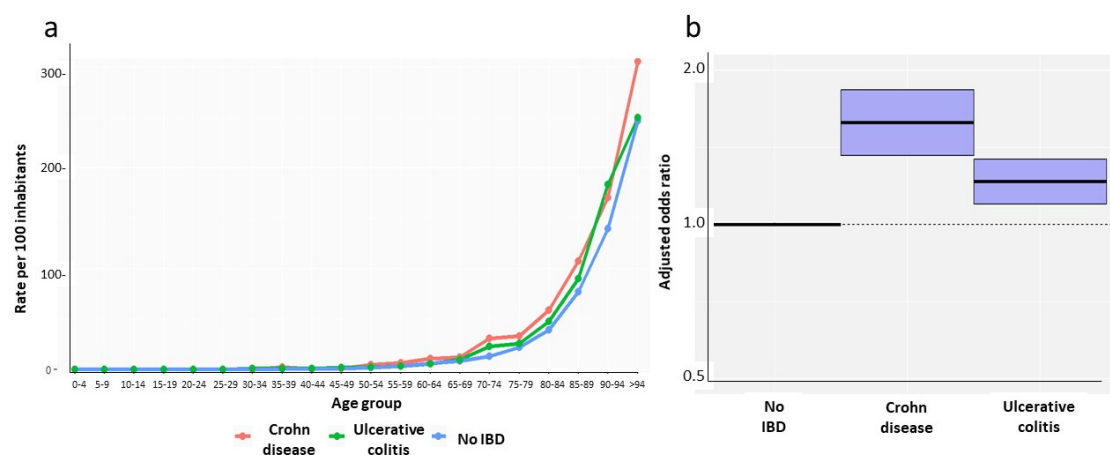 a
Rate per 100 inhabitants
300-
200-
100-
0-
0-4 5-9 10-14 15-19 20-24 25-29 30-34 35-39 40-44 45-49 50-54 55-59 60-64 65-69 70-74 75-79 80-84 85-89 90-94 >94
Age group
Crohn
disease
Ulcerative
colitis
No IBD
b
Adjusted odds ratio
2.0
1.0
0.5
No
IBD
Crohn
disease
Ulcerative
colitis